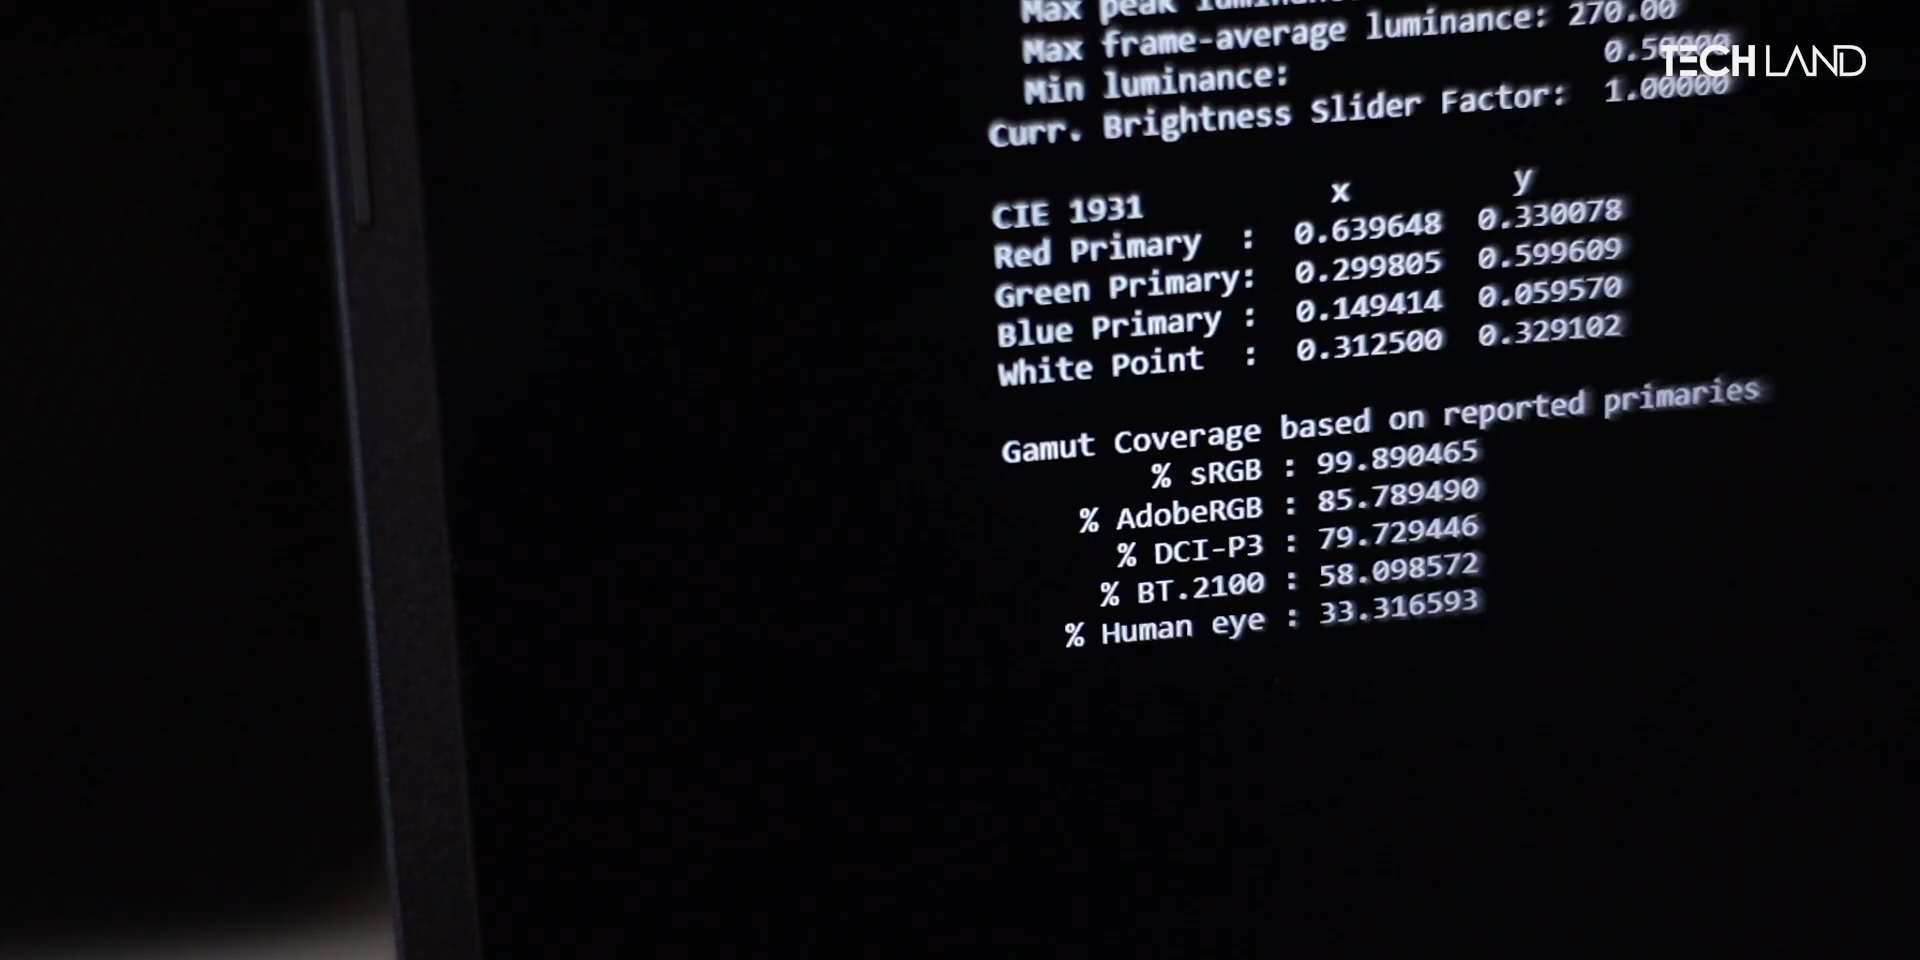 Max peak
Max frame-average luminance: 270.00
Min luminance:
Curr. Brightness Slider Factor: 1.00000
TECHLAND
CIE 1931 x y
Red Primary : 0.639648 0.330078
Green Primary: 0.299805 0.599609
Blue Primary : 0.149414 0.059570
White Point : 0.312500 0.329102
Gamut Coverage based on reported primaries
% sRGB : 99.890465
% AdobeRGB : 85.789490
% DCI-P3 : 79.729446
% BT.2100 : 58.098572
% Human eye : 33.316593